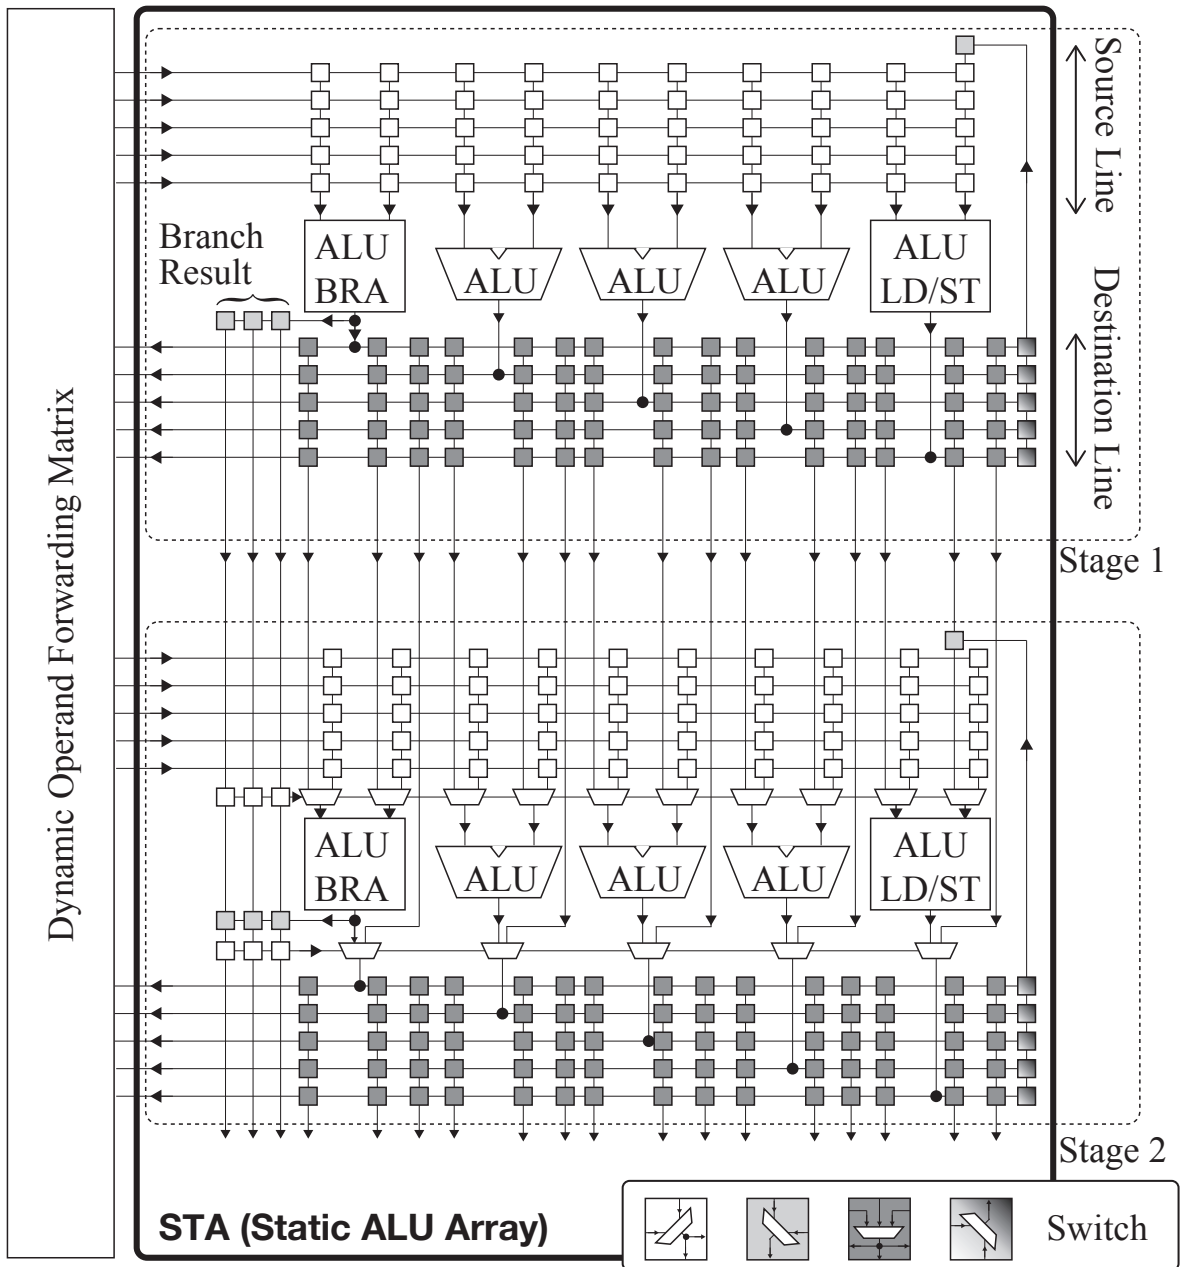 Dynamic Operand Forwarding Matrix
Source Line
Branch
Result
ALU
BRA
ALU
ALU
ALU
ALU
LD/ST
Destination Line
Stage 1
ALU
BRA
ALU
ALU
ALU
ALU
LD/ST
Stage 2
STA (Static ALU Array)
Switch